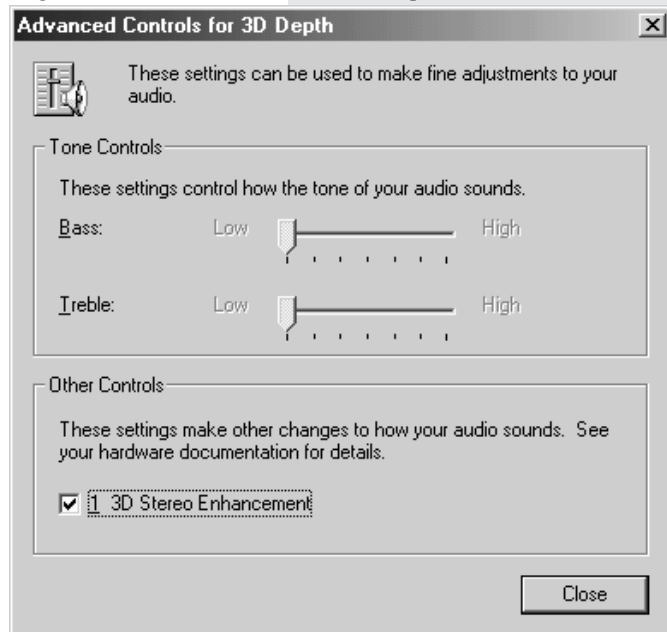 Advanced Controls for 3D Depth
These settings can be used to make fine adjustments to your
audio.
Tone Controls
These settings control how the tone of your audio sounds.
Bass: Low High
Treble: Low High
Other Controls
These settings make other changes to how your audio sounds. See
your hardware documentation for details.
1 3D Stereo Enhancement
Close